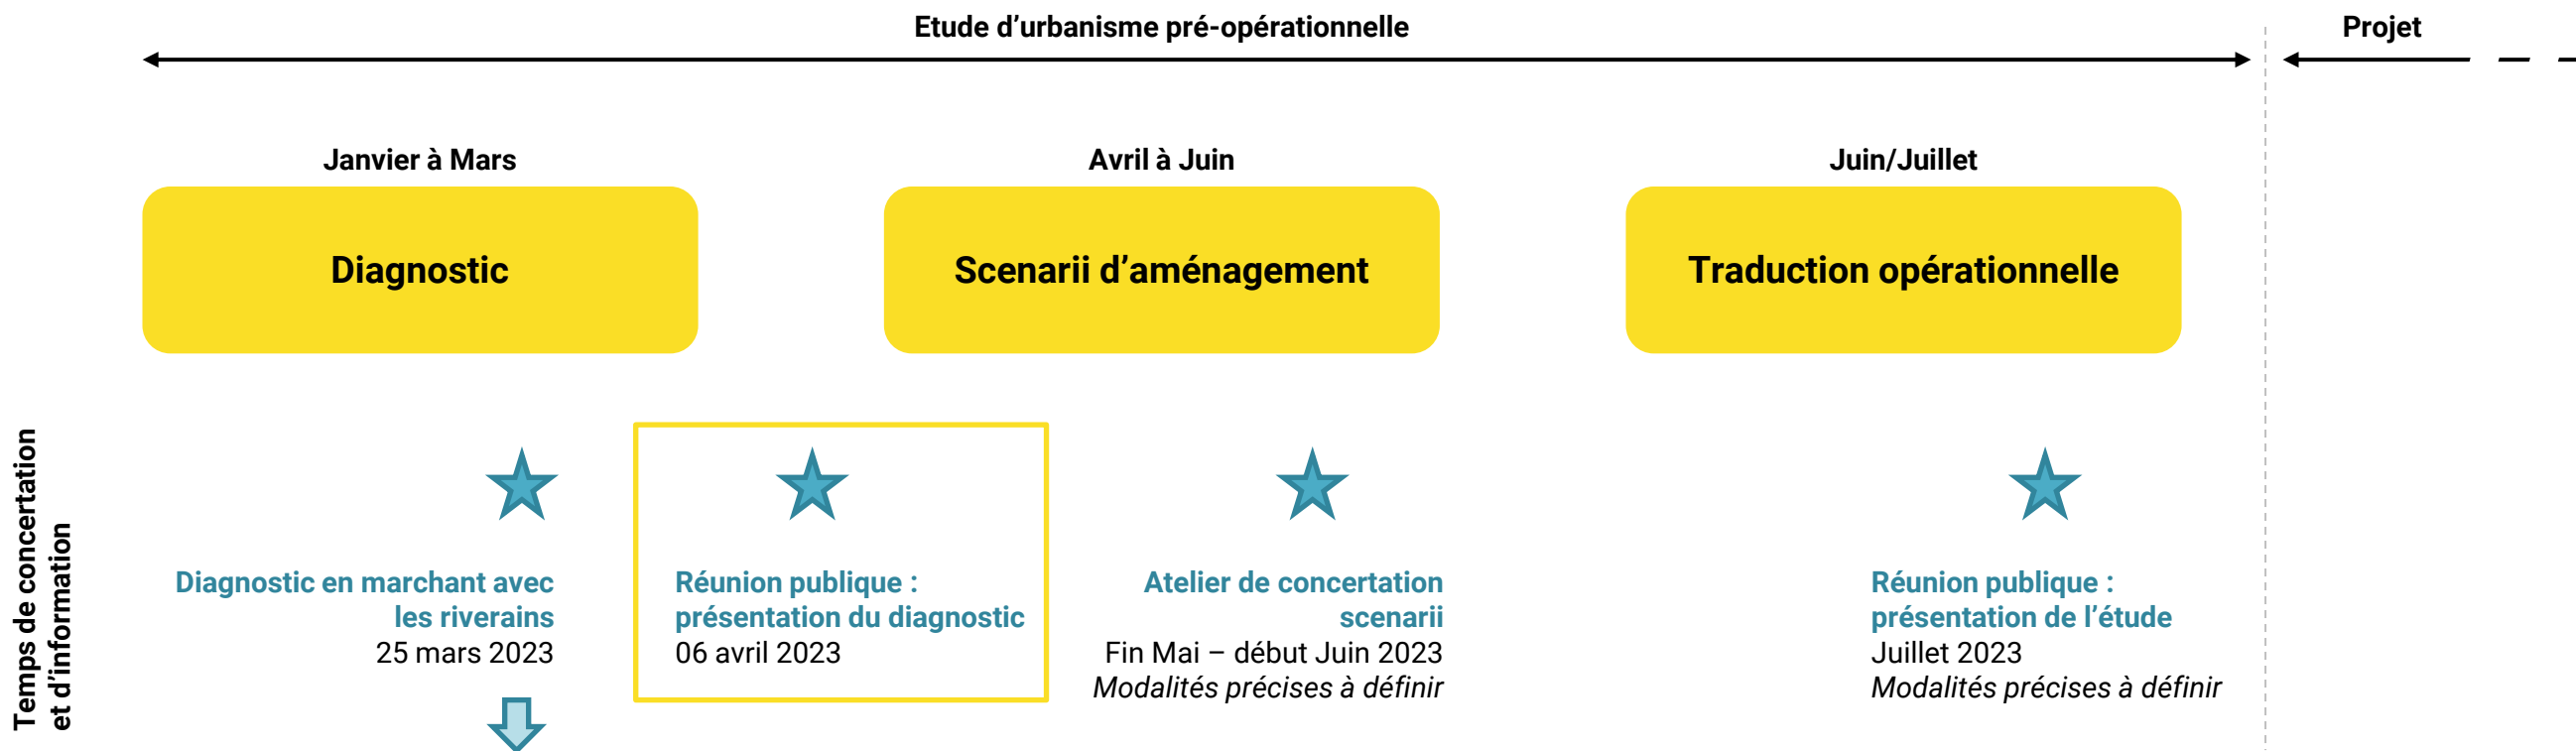 Etude d’urbanisme pré-opérationnelle
Projet
Janvier à Mars
Avril à Juin
Juin/Juillet
Diagnostic
Scenarii d’aménagement
Traduction opérationnelle
Temps de concertation
et d’information
Diagnostic en marchant avec
les riverains
25 mars 2023
Réunion publique :
présentation du diagnostic
06 avril 2023
Atelier de concertation
scenarii
Fin Mai – début Juin 2023
Modalités précises à définir
Réunion publique :
présentation de l’étude
Juillet 2023
Modalités précises à définir